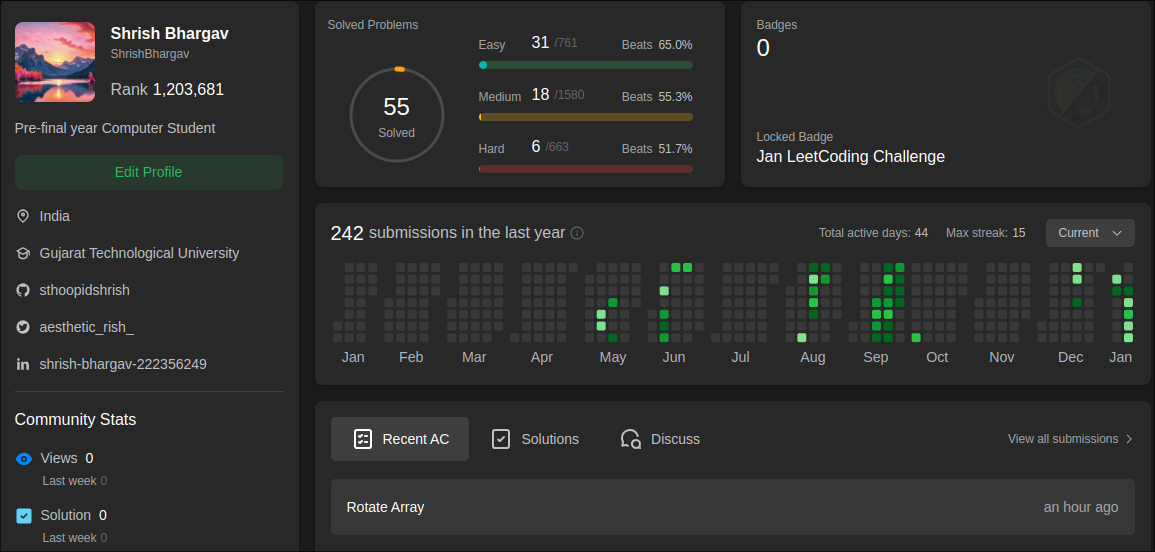 Shrish Bhargav
ShrishBhargav
Rank 1,203,681
Pre-final year Computer Student
Edit Profile
India
Gujarat Technological University
sthoopidshrish
aesthetic_rish_
shrish-bhargav-222356249
Community Stats
Views 0
Last week 0
Solution 0
Last week 0
Solved Problems
55
Solved
Easy 31 /761 Beats 65.0%
Medium 18 /1580 Beats 55.3%
Hard 6 /663 Beats 51.7%
Badges
0
Locked Badge
Jan LeetCoding Challenge
242 submissions in the last year
Total active days: 44 Max streak: 15 Current
Jan Feb Mar Apr May Jun Jul Aug Sep Oct Nov Dec Jan
Recent AC Solutions Discuss View all submissions
Rotate Array an hour ago